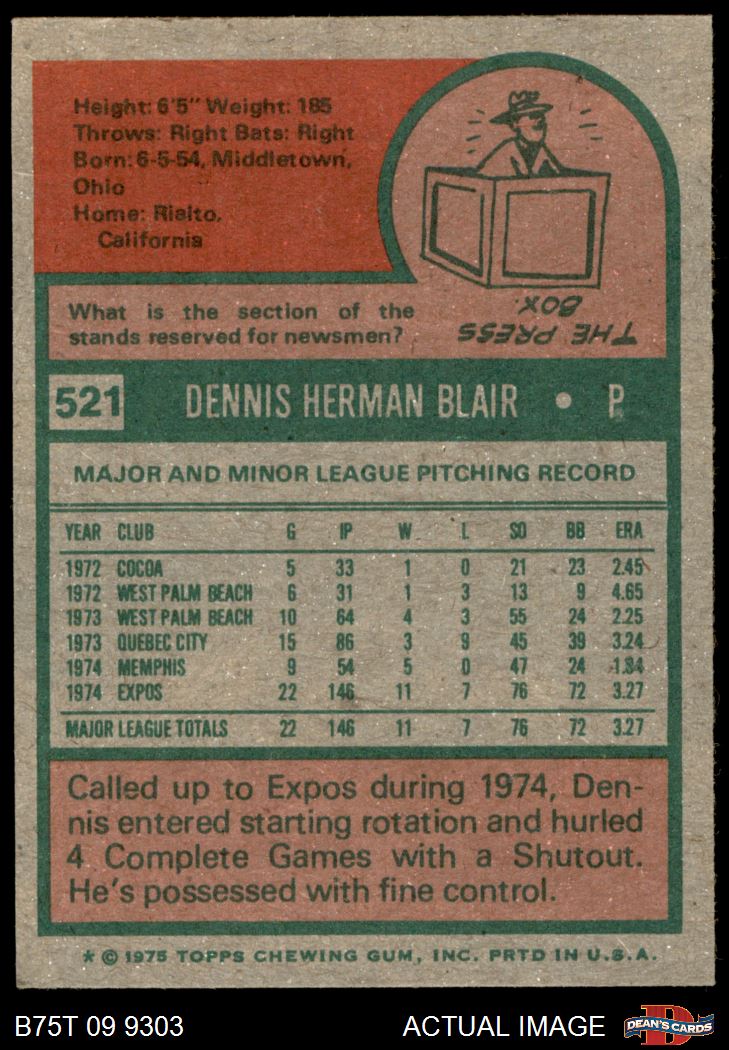 Height: 6'5" Weight: 185
Throws: Right Bats: Right
Born: 6-5-54, Middletown,
Ohio
Home: Rialto,
California
What is the section of the
stands reserved for newsmen?
THE PRESS
BOX.
521 DENNIS HERMAN BLAIR • P.
MAJOR AND MINOR LEAGUE PITCHING RECORD
YEAR CLUB G IP W L SO BB ERA
1972 COCOA 5 33 1 0 21 23 2.45
1972 WEST PALM BEACH 6 31 1 3 13 9 4.65
1973 WEST PALM BEACH 10 64 4 3 55 24 2.25
1973 QUEBEC CITY 15 86 3 9 45 39 3.24
1974 MEMPHIS 9 54 5 0 47 24 1.84
1974 EXPOS 22 146 11 7 76 72 3.27
MAJOR LEAGUE TOTALS 22 146 11 7 76 72 3.27
Called up to Expos during 1974, Den-
nis entered starting rotation and hurled
4 Complete Games with a Shutout.
He's possessed with fine control.
* © 1975 TOPPS CHEWING GUM, INC. PRTD IN U.S.A.
B75T 09 9303 ACTUAL IMAGE D DEAN'S CARDS